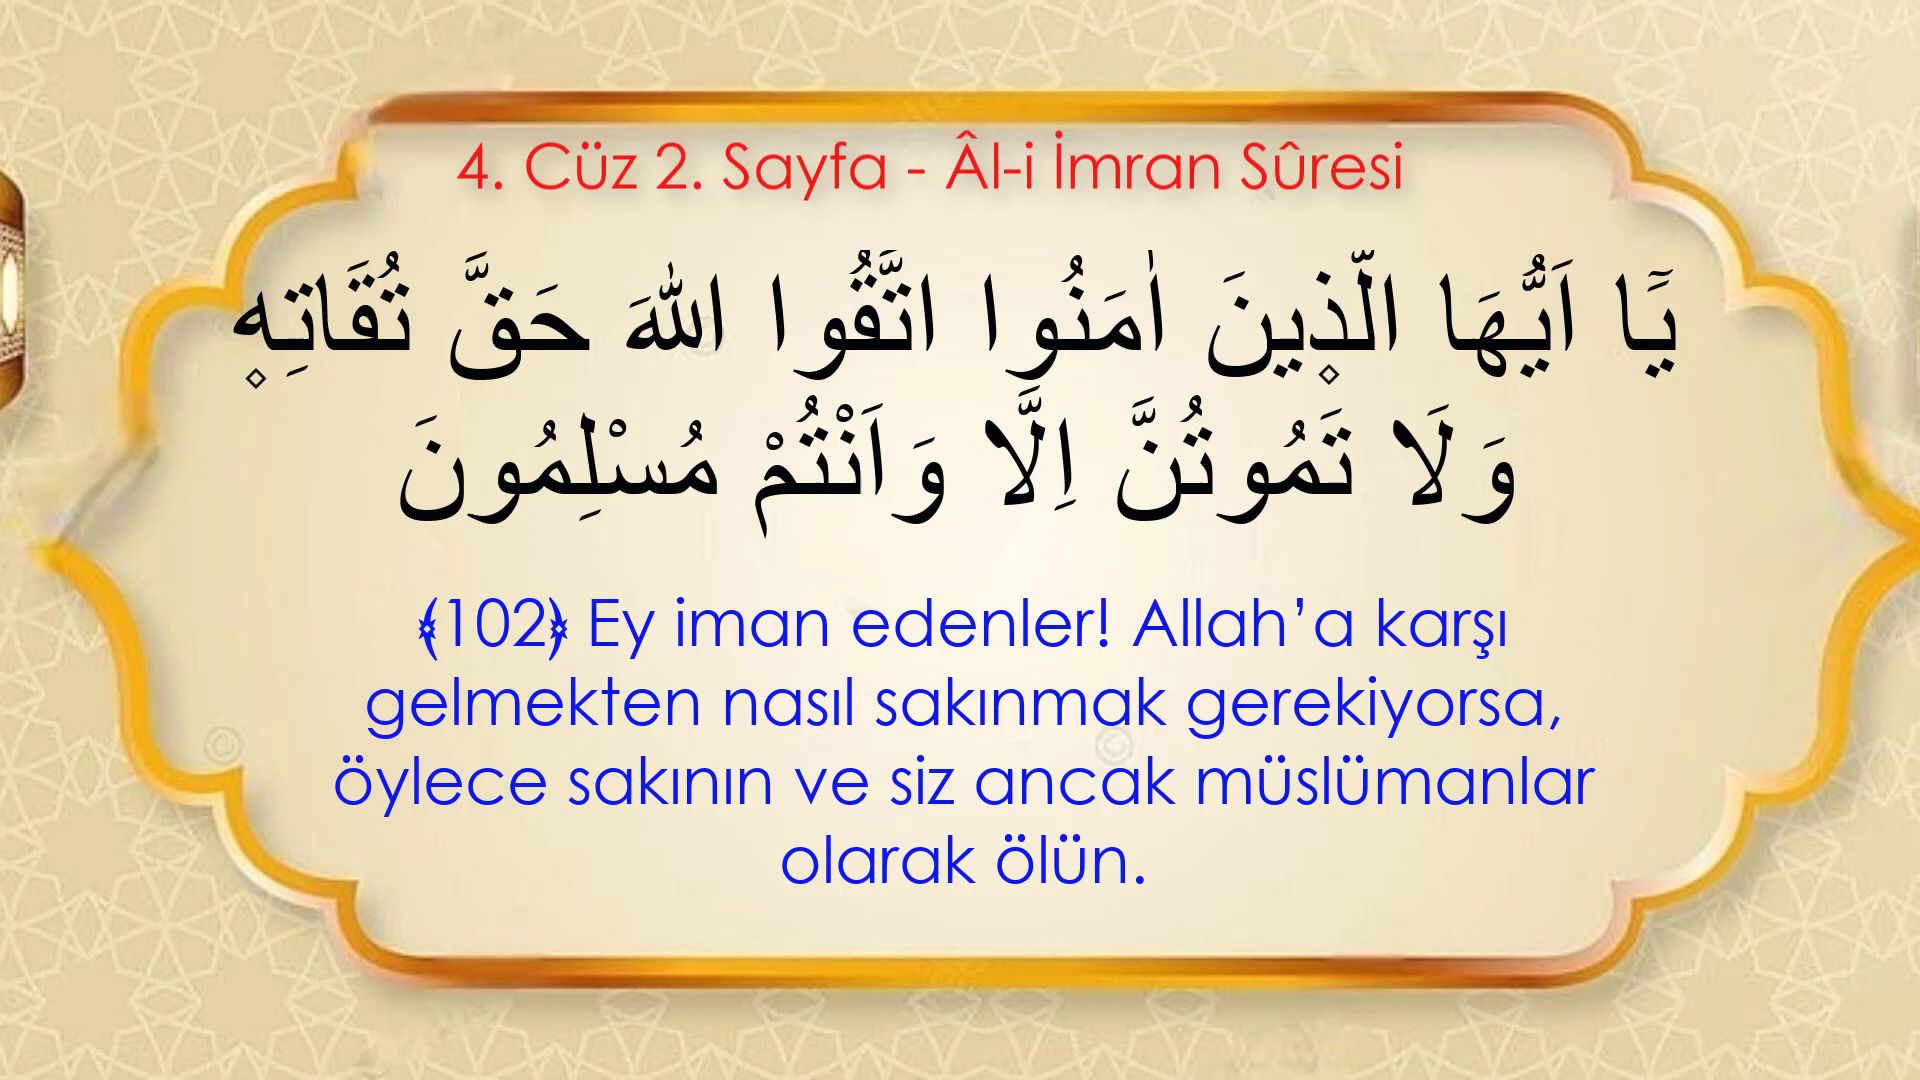 4. Cüz 2. Sayfa - Âl-i İmran Sûresi
يَٓا اَيُّهَا الَّذ۪ينَ اٰمَنُوا اتَّقُوا اللّٰهَ حَقَّ تُقَاتِه۪
وَلَا تَمُوتُنَّ اِلَّا وَاَنْتُمْ مُسْلِمُونَ
﴾102﴿ Ey iman edenler! Allah’a karşı
gelmekten nasıl sakınmak gerekiyorsa,
öylece sakının ve siz ancak müslümanlar
olarak ölün.